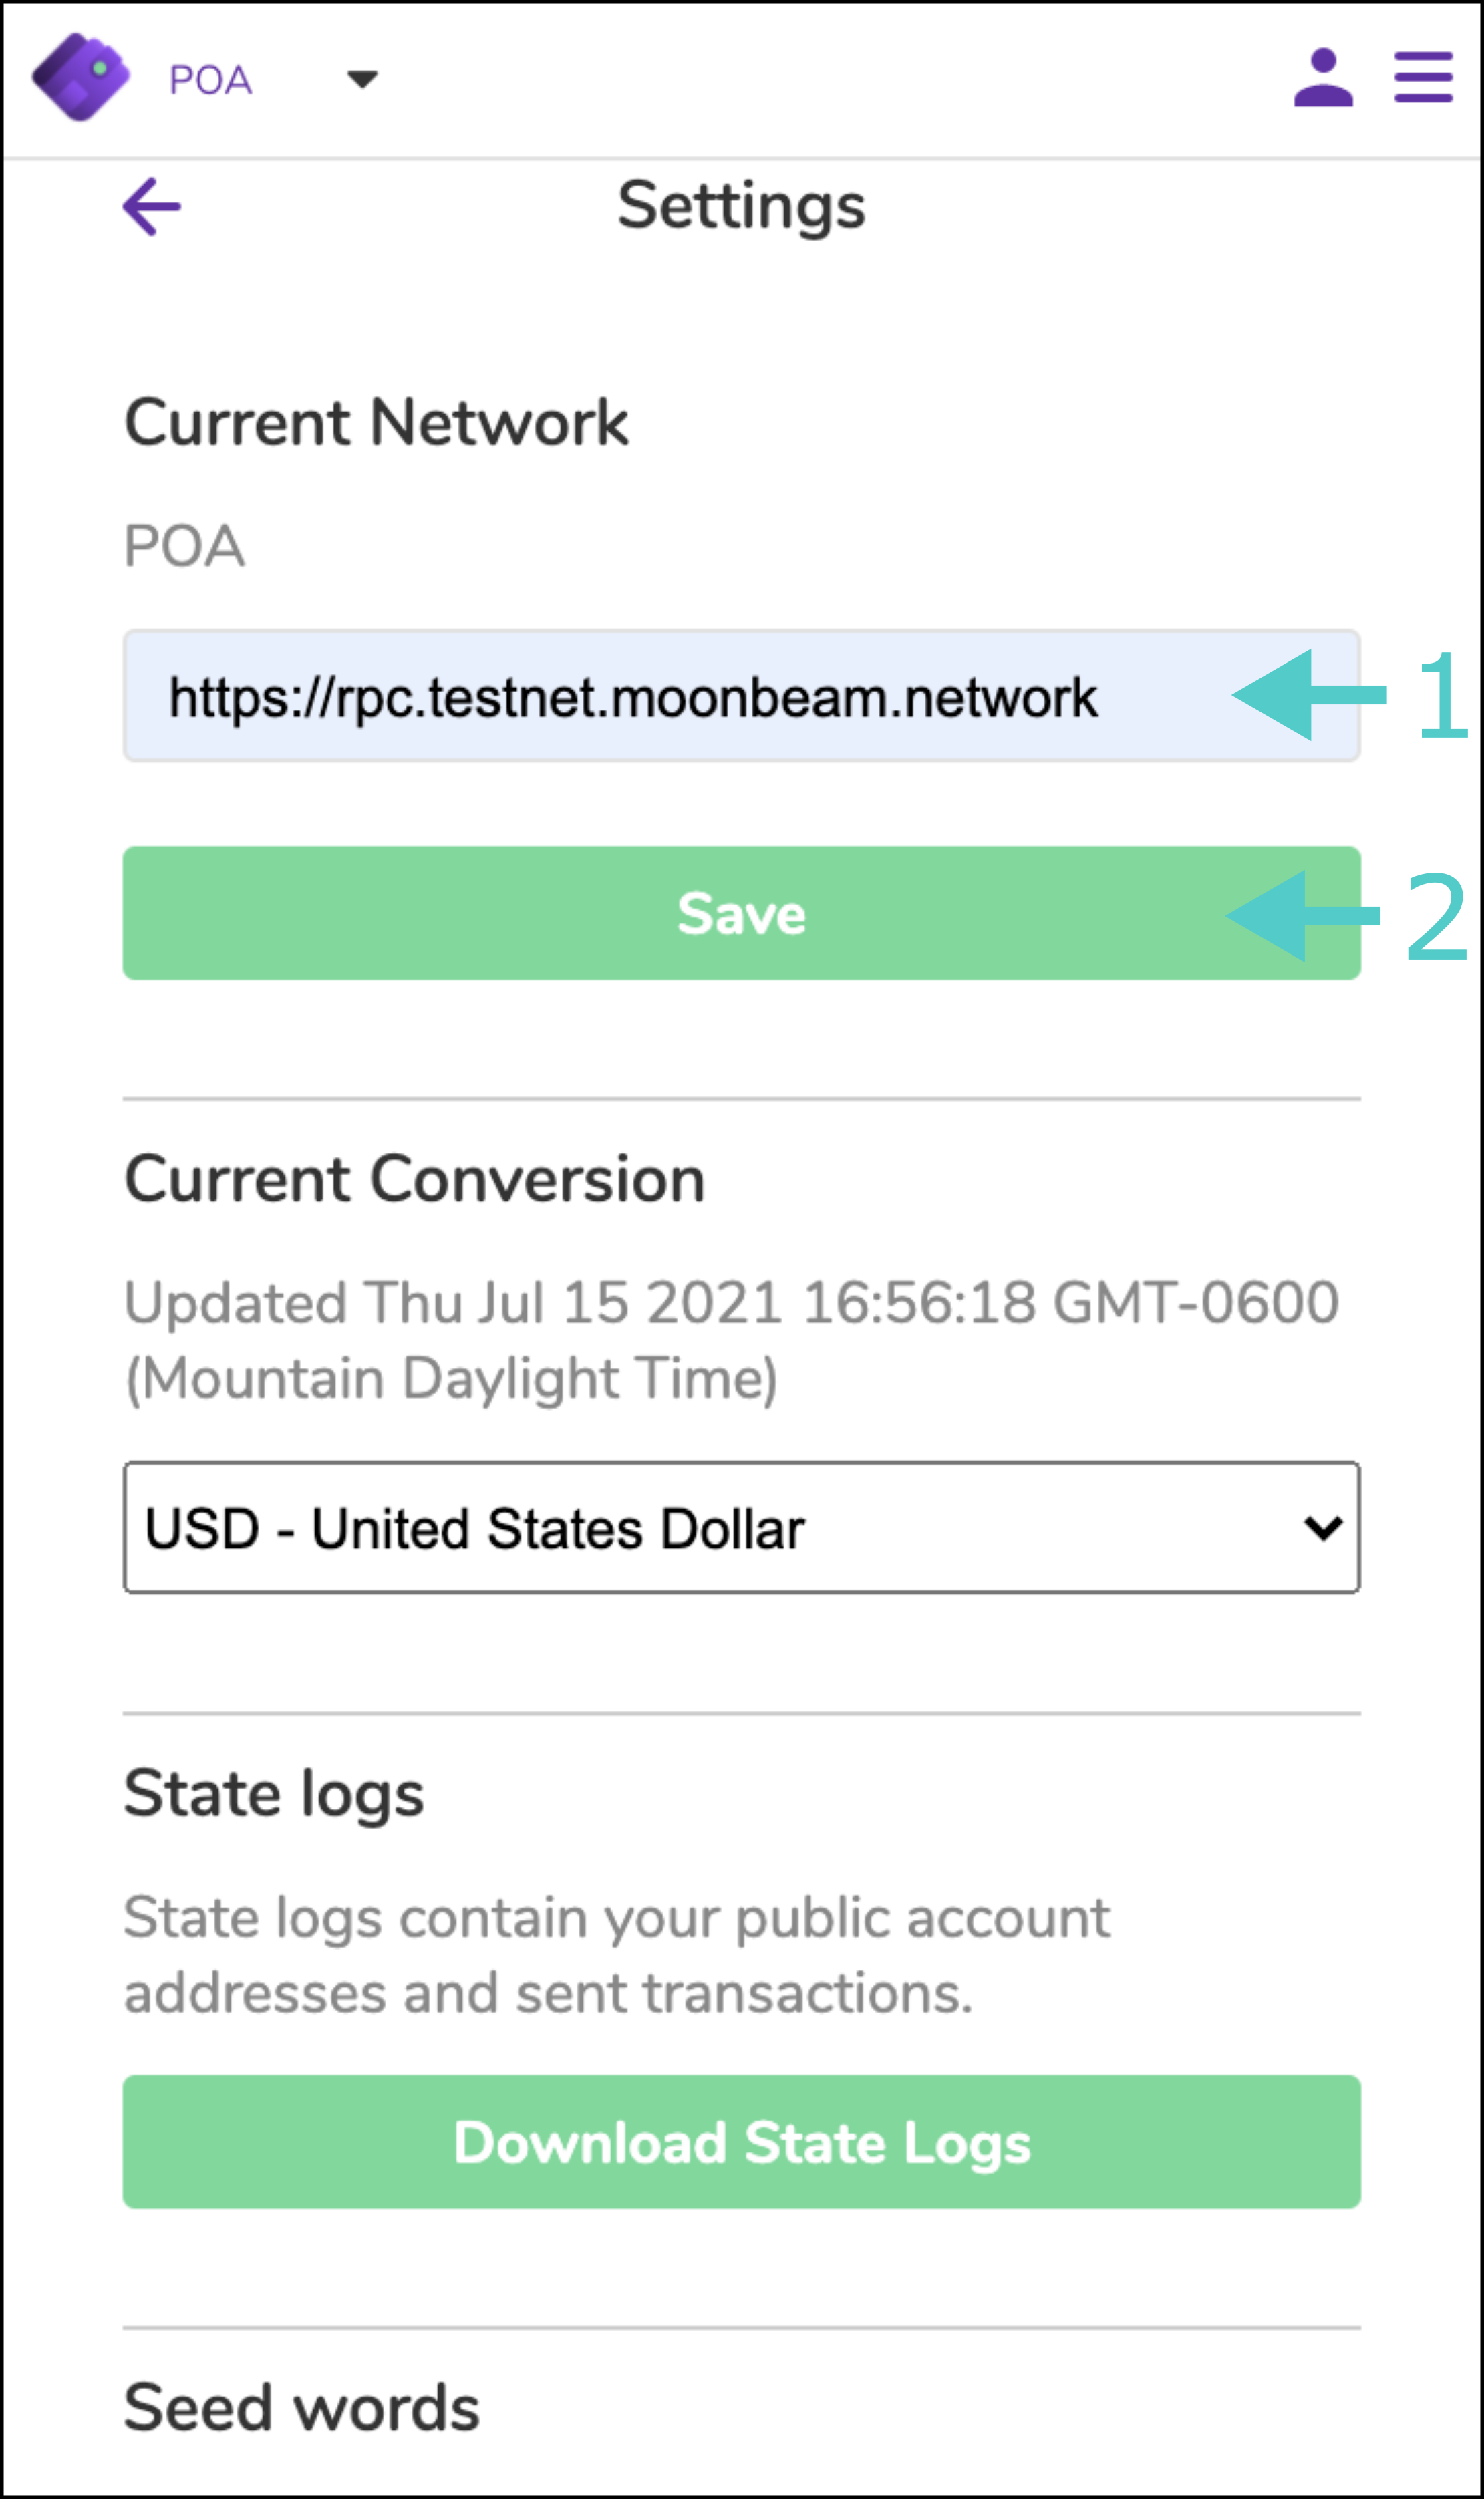 POA
Settings
Current Network
POA
https://rpc.testnet.moonbeam.network
1
Save
2
Current Conversion
Updated Thu Jul 15 2021 16:56:18 GMT-0600
(Mountain Daylight Time)
USD - United States Dollar
State logs
State logs contain your public account
addresses and sent transactions.
Download State Logs
Seed words